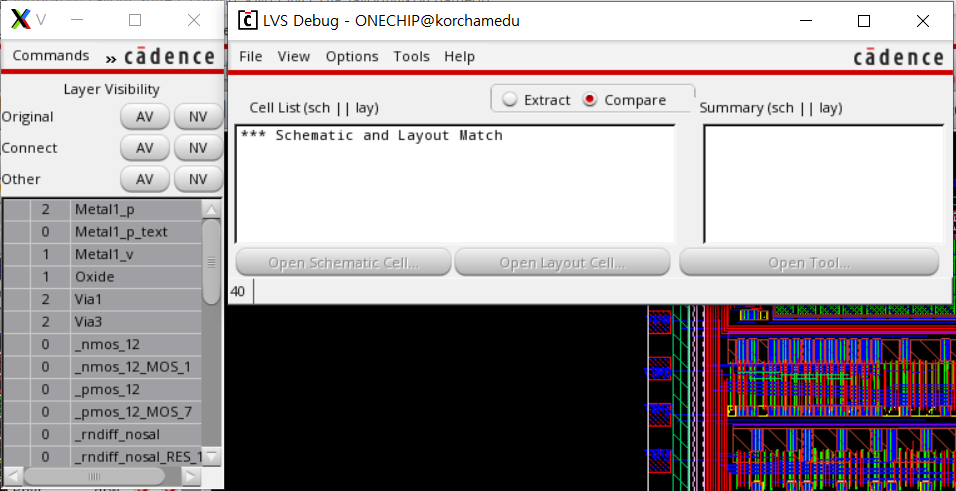 V
Commands
»
cādence
Layer Visibility
Original AV NV
Connect AV NV
Other AV NV
2 Metal1_p
0 Metal1_p_text
1 Metal1_v
1 Oxide
2 Via1
2 Via3
0 _nmos_12
0 _nmos_12_MOS_1
0 _pmos_12
0 _pmos_12_MOS_7
0 _rndiff_nosal
0 _rndiff_nosal_RES_1
LVS Debug - ONECHIP@korchamedu
File View Options Tools Help
cādence
Cell List (sch || lay)
Extract Compare
Summary (sch || lay)
*** Schematic and Layout Match
Open Schematic Cell... Open Layout Cell... Open Tool...
40